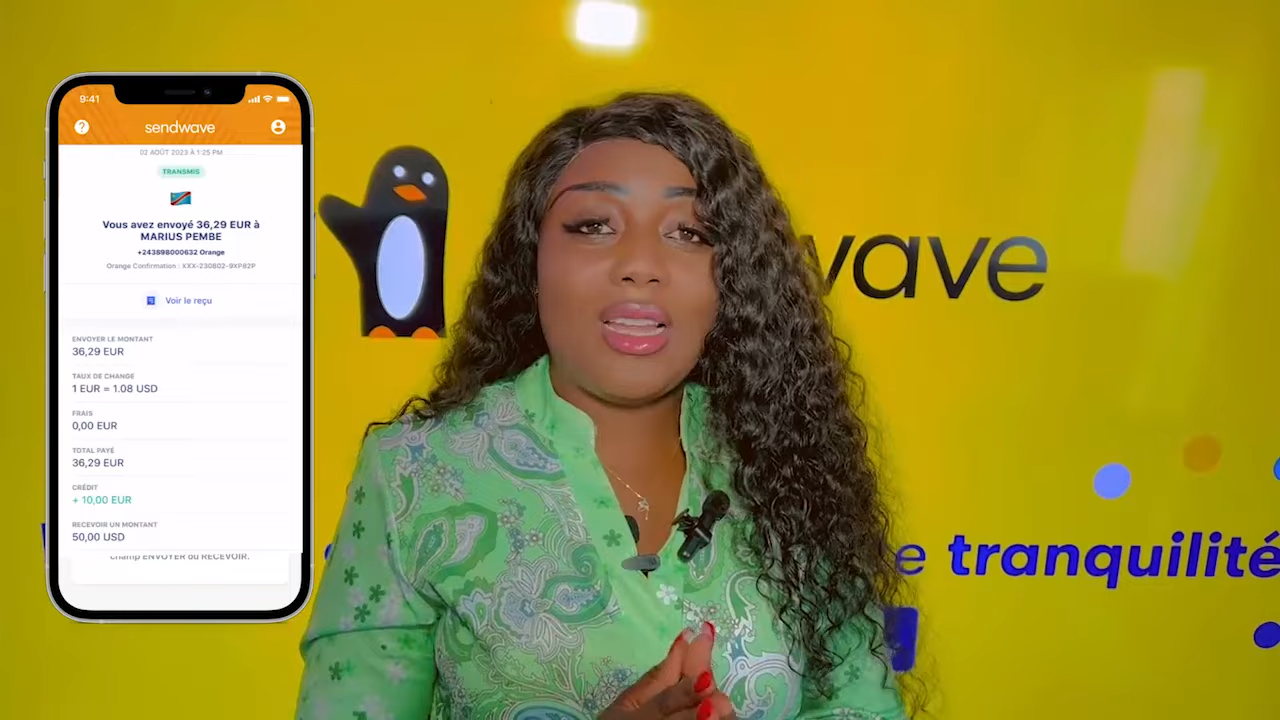 9:41
sendwave
02 AOÛT 2023 À 1:25 PM
TRANSMIS
Vous avez envoyé 36,29 EUR à
MARIUS PEMBE
+243898000632 Orange
Orange Confirmation : XXX-230802-9XP82P
Voir le reçu
ENVOYER LE MONTANT
36,29 EUR
TAUX DE CHANGE
1 EUR = 1.08 USD
FRAIS
0,00 EUR
TOTAL PAYÉ
36,29 EUR
CRÉDIT
+ 10,00 EUR
RECEVOIR UN MONTANT
50,00 USD
champ ENVOYER ou RECEVOIR.
wave
e tranquilité